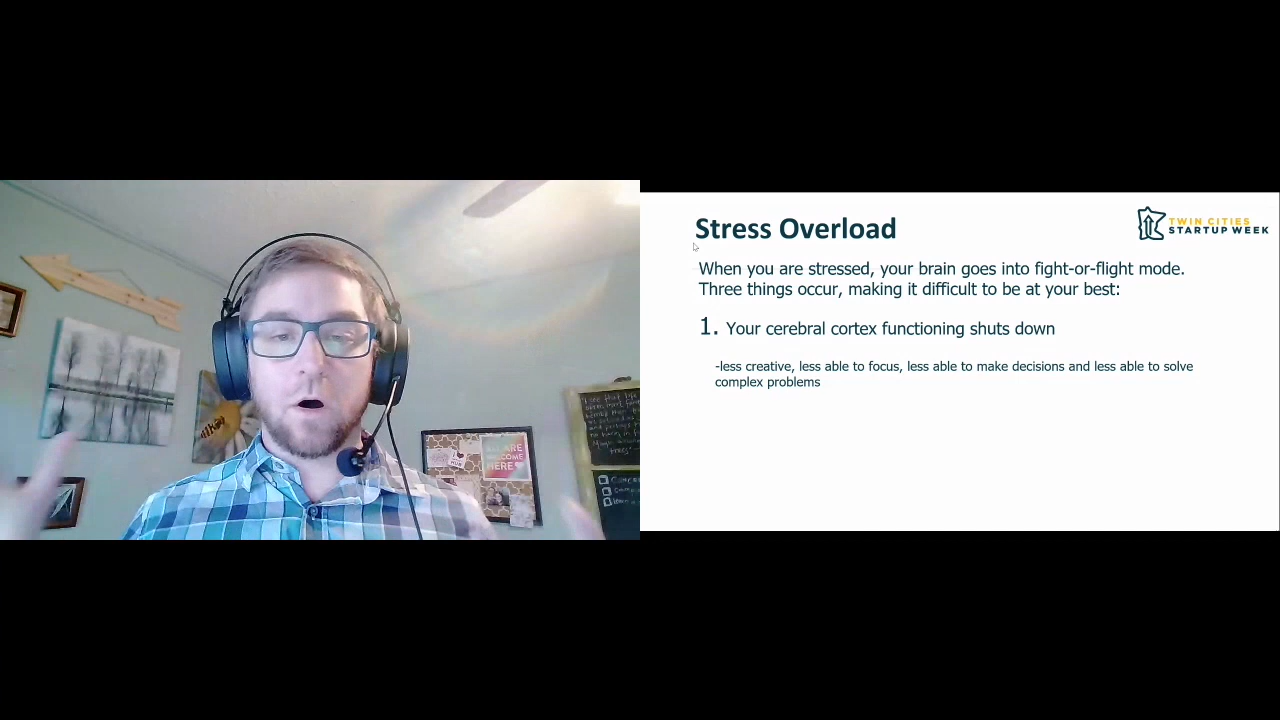 Stress Overload
TWIN CITIES
STARTUP WEEK
When you are stressed, your brain goes into fight-or-flight mode.
Three things occur, making it difficult to be at your best:
1. Your cerebral cortex functioning shuts down
-less creative, less able to focus, less able to make decisions and less able to solve
complex problems
WELCOME
HERE
trees"